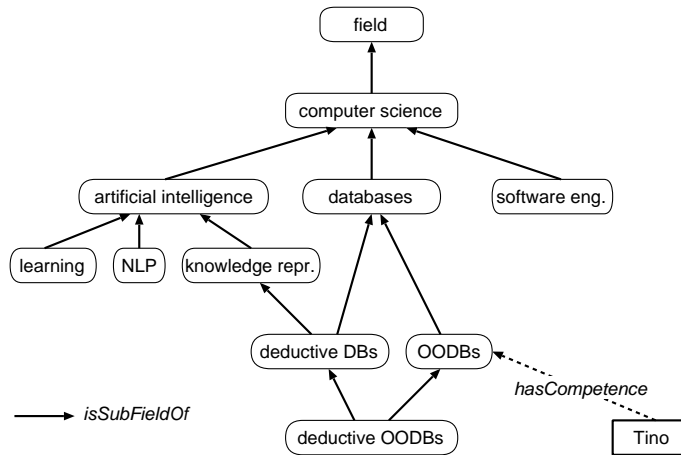 field
computer science
artificial intelligence
databases
software eng.
learning
NLP
knowledge repr.
deductive DBs
OODBs
hasCompetence
isSubFieldOf
deductive OODBs
Tino